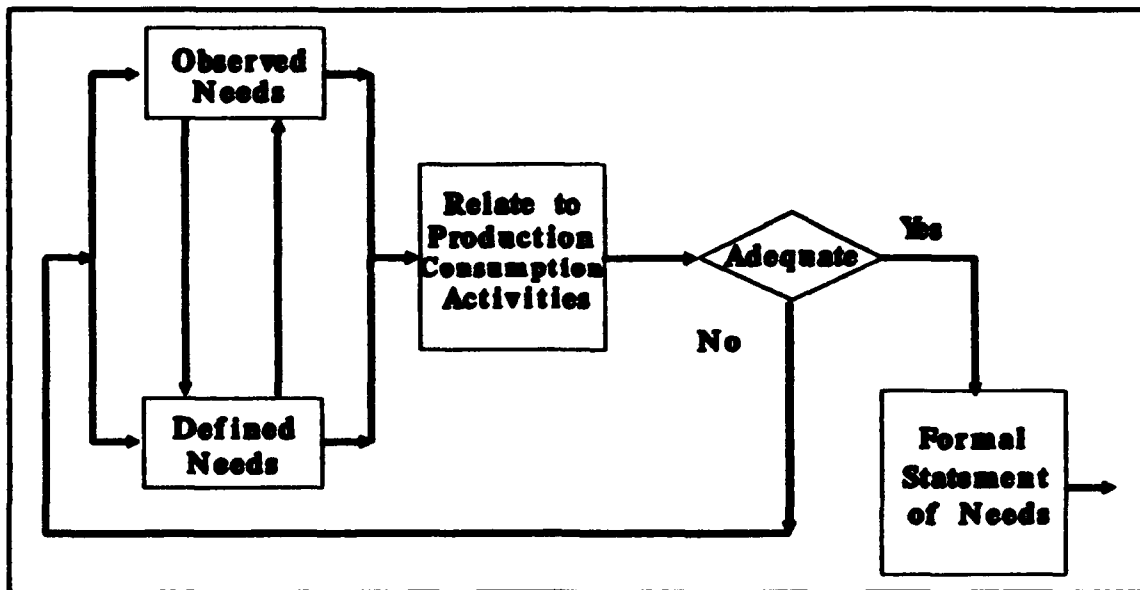 Observed
Needs
Relate to
Production
Consumption
Activities
Adequate
Yes
No
Defined
Needs
Formal
Statement
of Needs